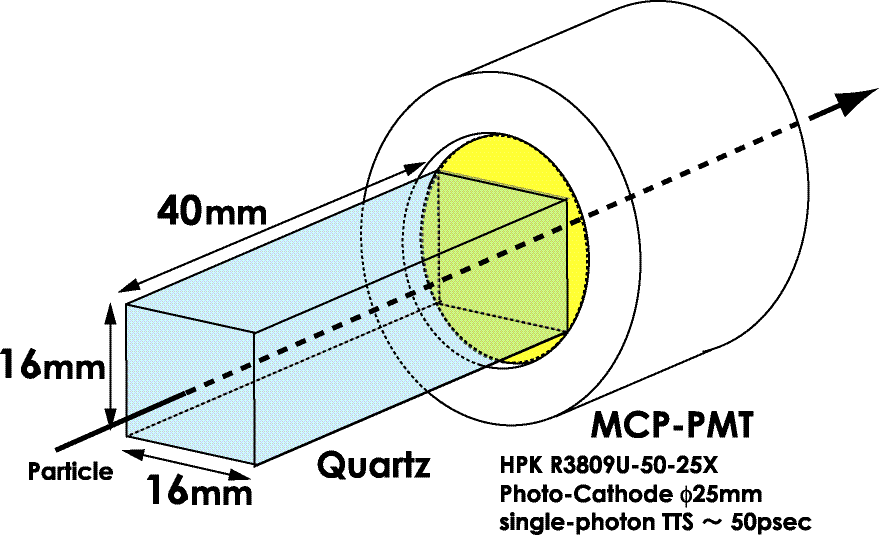 40mm
16mm
Particle
16mm
Quartz
MCP-PMT
HPK R3809U-50-25X
Photo-Cathode ϕ25mm
single-photon TTS ~ 50psec